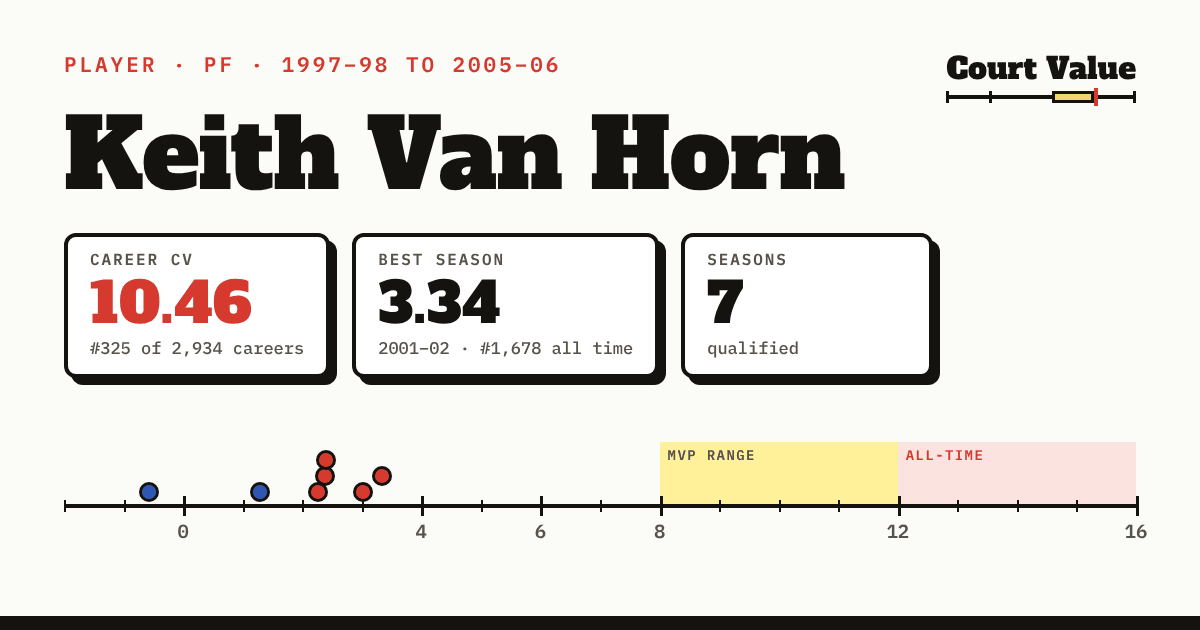 PLAYER · PF · 1997–98 TO 2005–06
Court Value
Keith Van Horn
CAREER CV
10.46
#325 of 2,934 careers
BEST SEASON
3.34
2001–02 · #1,678 all time
SEASONS
7
qualified
MVP RANGE
ALL-TIME
0 4 6 8 12 16